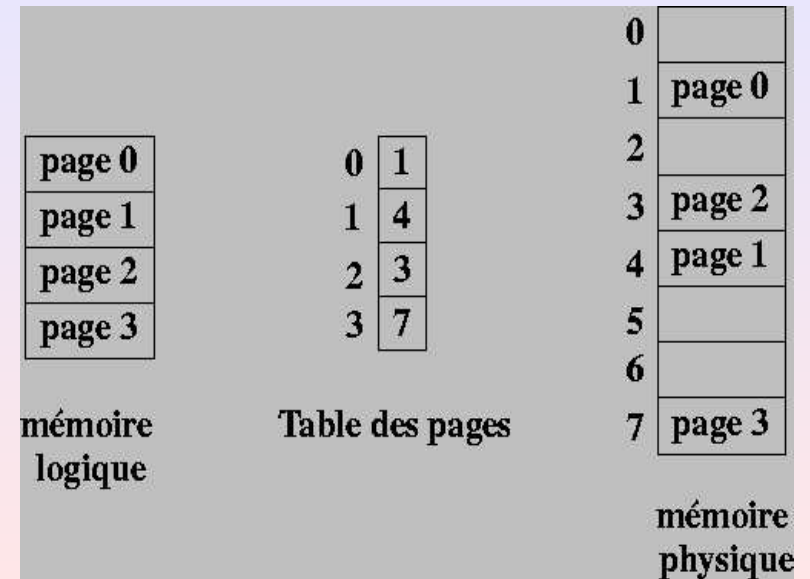 page 0
page 1
page 2
page 3
mémoire
logique
0 1
1 4
2 3
3 7
Table des pages
0
1 page 0
2
3 page 2
4 page 1
5
6
7 page 3
mémoire
physique